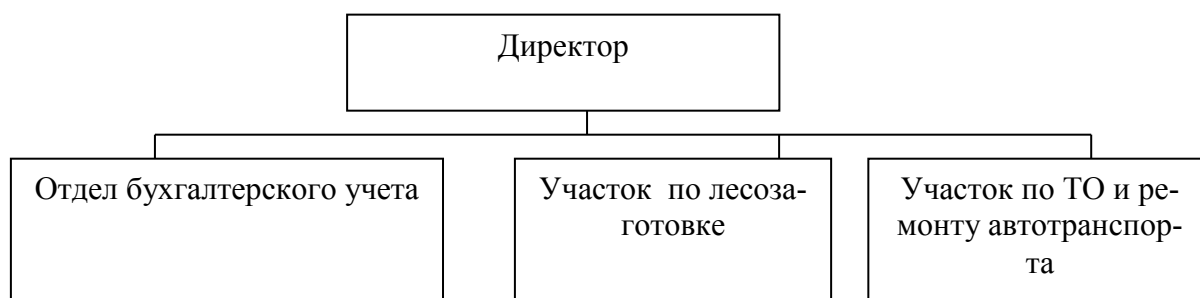 Директор
Отдел бухгалтерского учета
Участок по лесоза-
готовке
Участок по ТО и ре-
монту автотранспор-
та